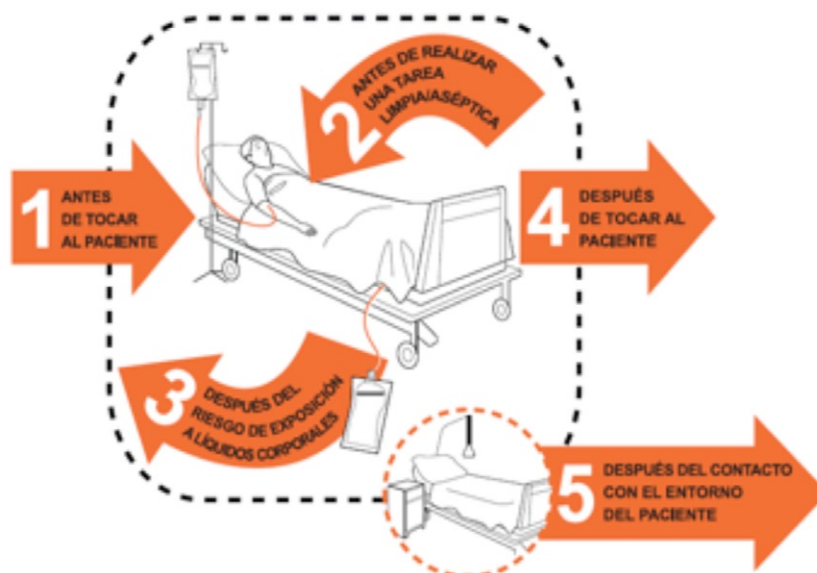 1
ANTES
DE TOCAR
AL PACIENTE
2
ANTES DE REALIZAR
UNA TAREA
LIMPIA/ASÉPTICA
3
DESPUÉS DEL
RIESGO DE EXPOSICIÓN
A LÍQUIDOS CORPORALES
4
DESPUÉS
DE TOCAR AL
PACIENTE
5
DESPUÉS DEL CONTACTO
CON EL ENTORNO
DEL PACIENTE